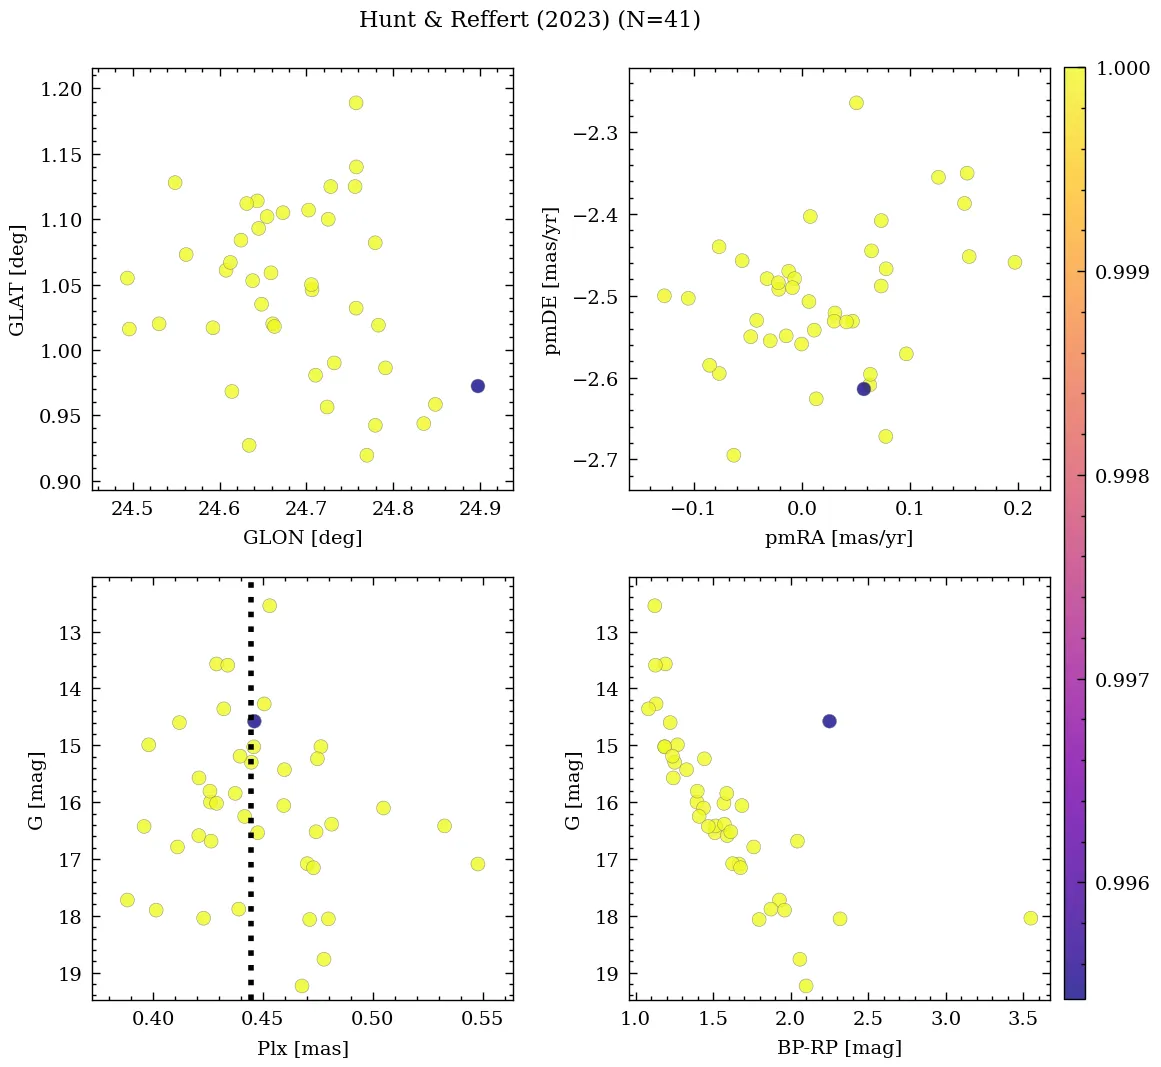 Hunt & Reffert (2023) (N=41)
1.20
1.15
1.10
1.05
1.00
0.95
0.90
GLAT [deg]
24.5 24.6 24.7 24.8 24.9
GLON [deg]
−2.3
−2.4
−2.5
−2.6
−2.7
pmDE [mas/yr]
−0.1 0.0 0.1 0.2
pmRA [mas/yr]
1.000
0.999
0.998
0.997
0.996
13
14
15
16
17
18
19
G [mag]
0.40 0.45 0.50 0.55
Plx [mas]
13
14
15
16
17
18
19
G [mag]
1.0 1.5 2.0 2.5 3.0 3.5
BP-RP [mag]